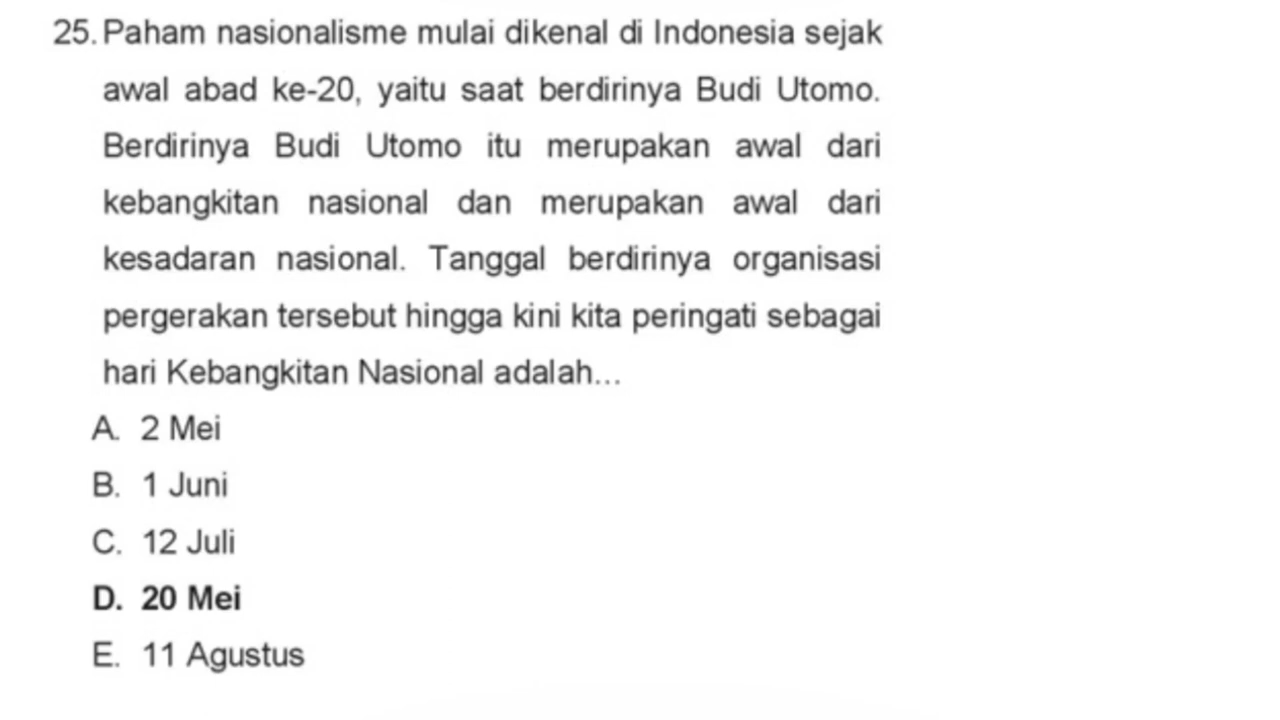 25. Paham nasionalisme mulai dikenal di Indonesia sejak
awal abad ke-20, yaitu saat berdirinya Budi Utomo.
Berdirinya Budi Utomo itu merupakan awal dari
kebangkitan nasional dan merupakan awal dari
kesadaran nasional. Tanggal berdirinya organisasi
pergerakan tersebut hingga kini kita peringati sebagai
hari Kebangkitan Nasional adalah...
A. 2 Mei
B. 1 Juni
C. 12 Juli
D. 20 Mei
E. 11 Agustus